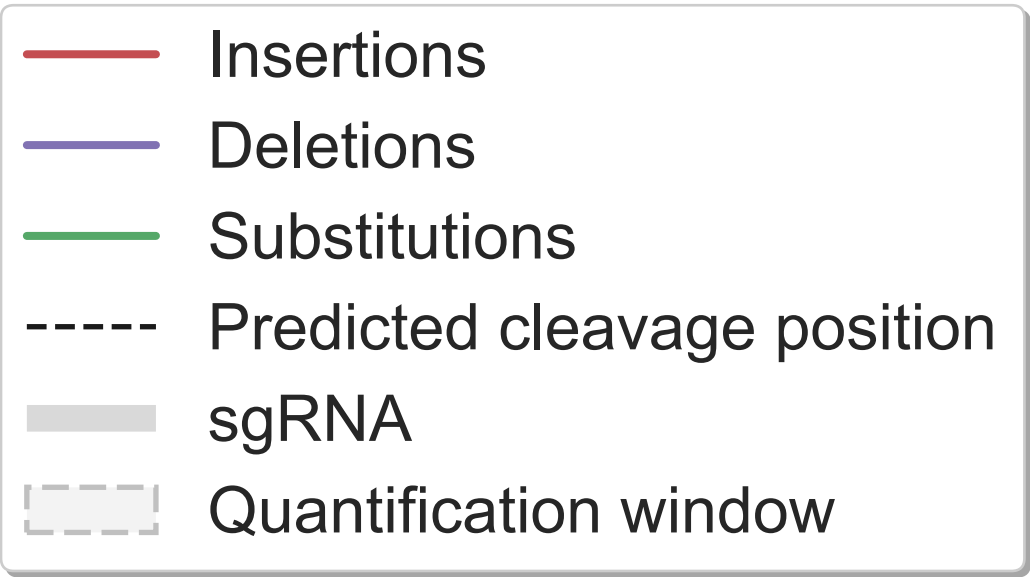 Insertions
Deletions
Substitutions
Predicted cleavage position
sgRNA
Quantification window